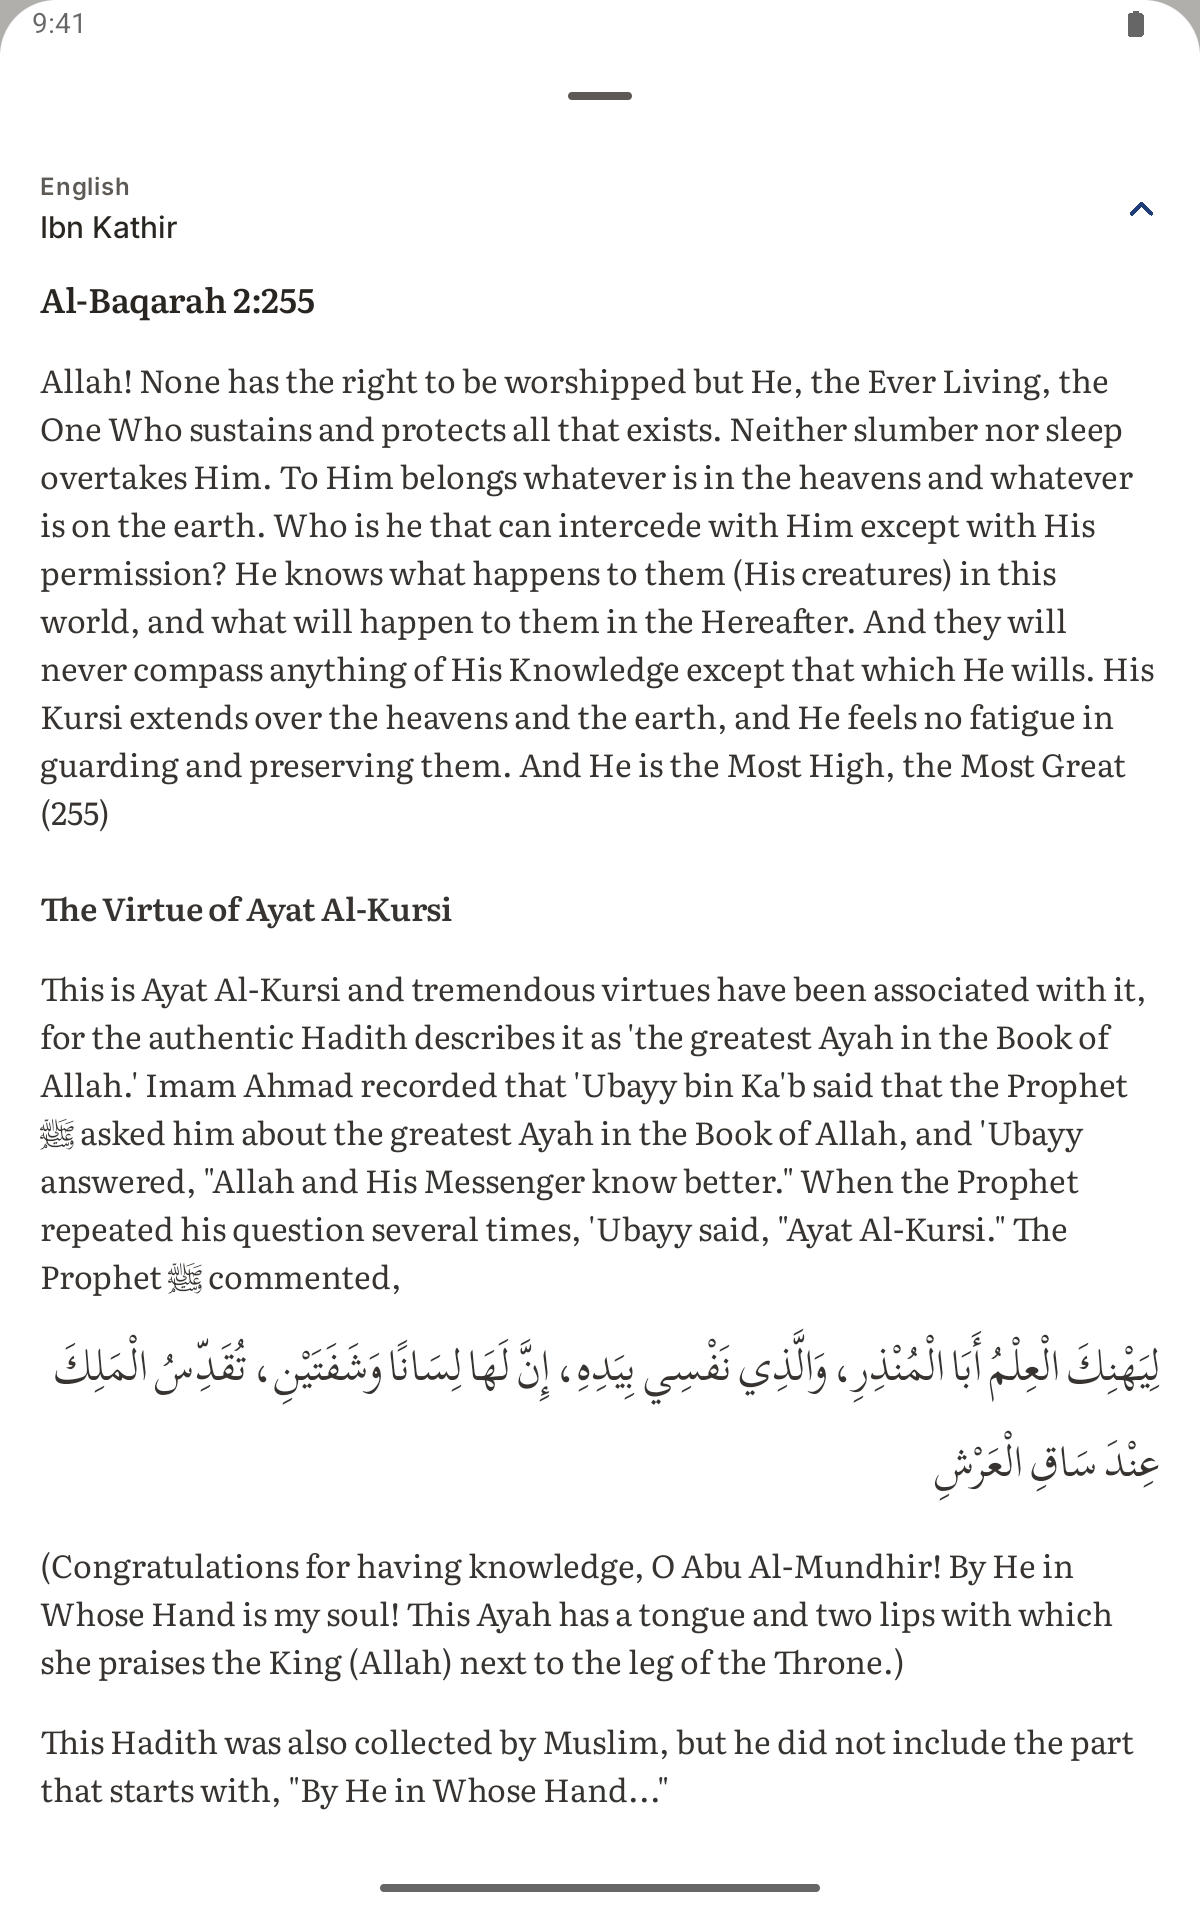 9:41
English
Ibn Kathir
Al-Baqarah 2:255
Allah! None has the right to be worshipped but He, the Ever Living, the
One Who sustains and protects all that exists. Neither slumber nor sleep
overtakes Him. To Him belongs whatever is in the heavens and whatever
is on the earth. Who is he that can intercede with Him except with His
permission? He knows what happens to them (His creatures) in this
world, and what will happen to them in the Hereafter. And they will
never compass anything of His Knowledge except that which He wills. His
Kursi extends over the heavens and the earth, and He feels no fatigue in
guarding and preserving them. And He is the Most High, the Most Great
(255)
The Virtue of Ayat Al-Kursi
This is Ayat Al-Kursi and tremendous virtues have been associated with it,
for the authentic Hadith describes it as 'the greatest Ayah in the Book of
Allah.' Imam Ahmad recorded that 'Ubayy bin Ka'b said that the Prophet
ﷺ asked him about the greatest Ayah in the Book of Allah, and 'Ubayy
answered, "Allah and His Messenger know better." When the Prophet
repeated his question several times, 'Ubayy said, "Ayat Al-Kursi." The
Prophet ﷺ commented,
لِيَهْنِكَ الْعِلْمُ أَبَا الْمُنْذِرِ، وَالَّذِي نَفْسِي بِيَدِهِ، إِنَّ لَهَا لِسَانًا وَشَفَتَيْنِ، تُقَدِّسُ الْمَلِكَ
عِنْدَ سَاقِ الْعَرْشِ
(Congratulations for having knowledge, O Abu Al-Mundhir! By He in
Whose Hand is my soul! This Ayah has a tongue and two lips with which
she praises the King (Allah) next to the leg of the Throne.)
This Hadith was also collected by Muslim, but he did not include the part
that starts with, "By He in Whose Hand..."